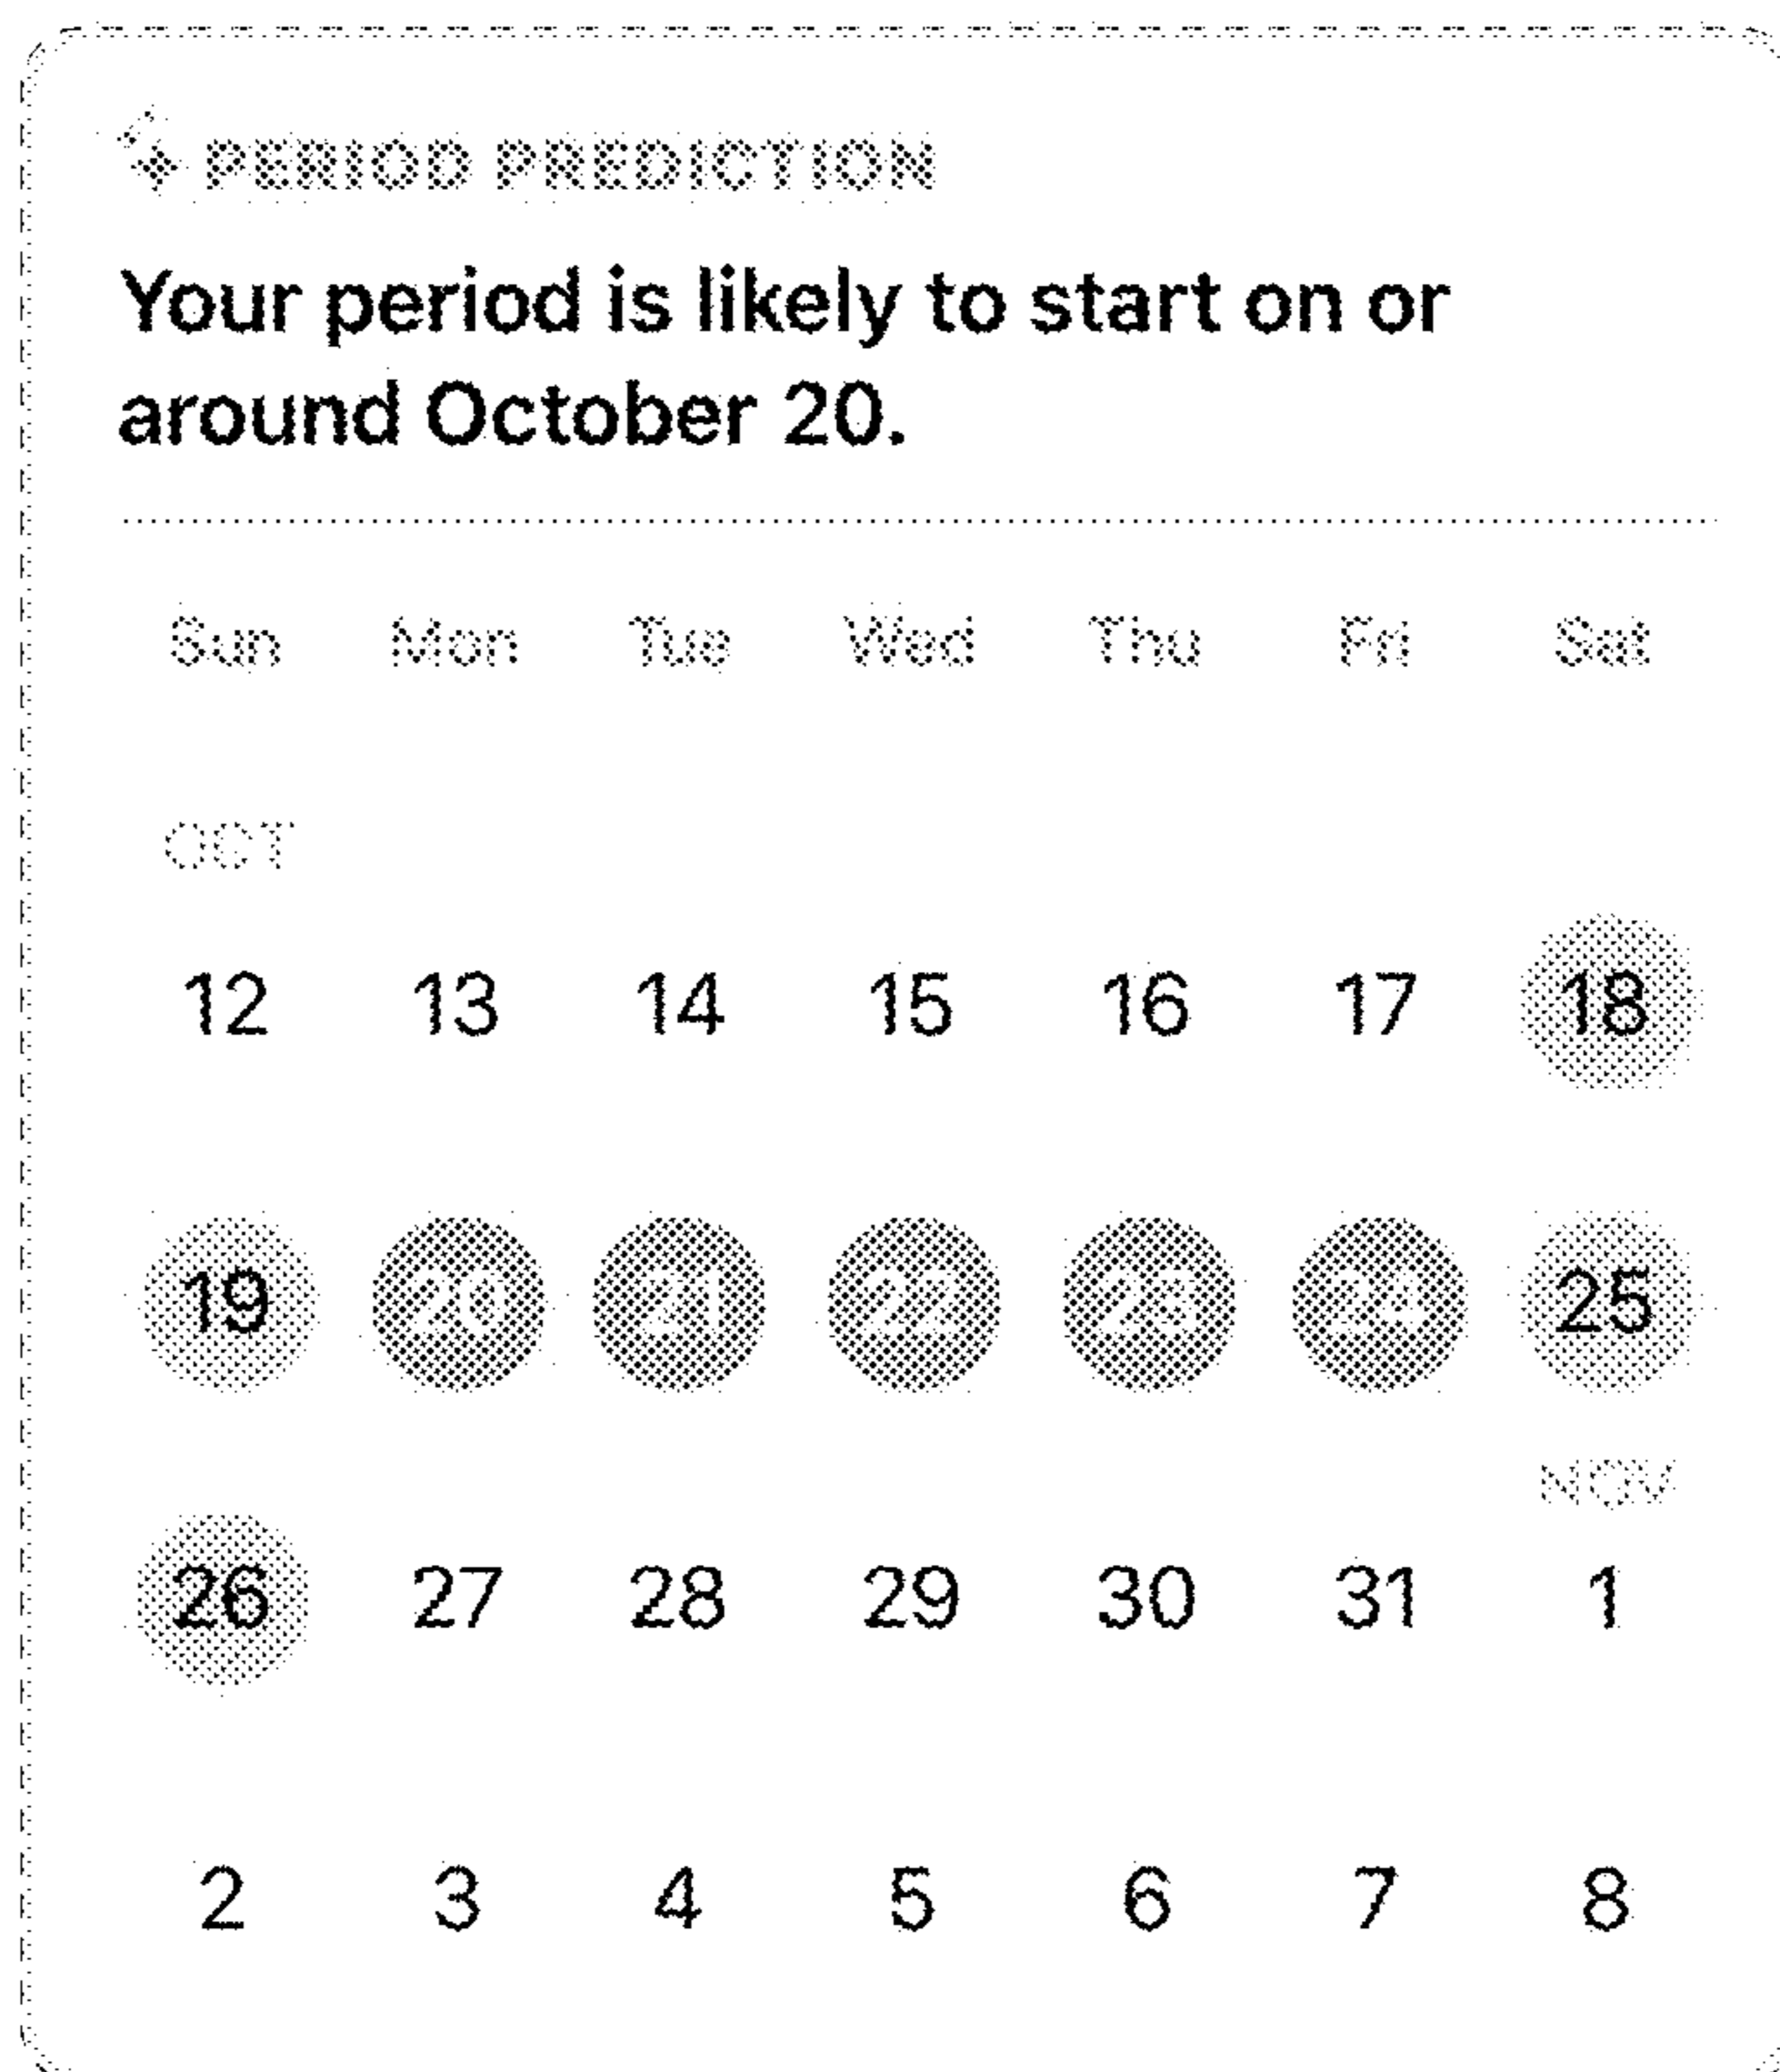 PERIOD PREDICTION
Your period is likely to start on or
around October 20.
Sun Mon Tue Wed Thu Fri Sat
OCT
12 13 14 15 16 17 18
19 20 21 22 23 24 25
NOV
26 27 28 29 30 31 1
2 3 4 5 6 7 8